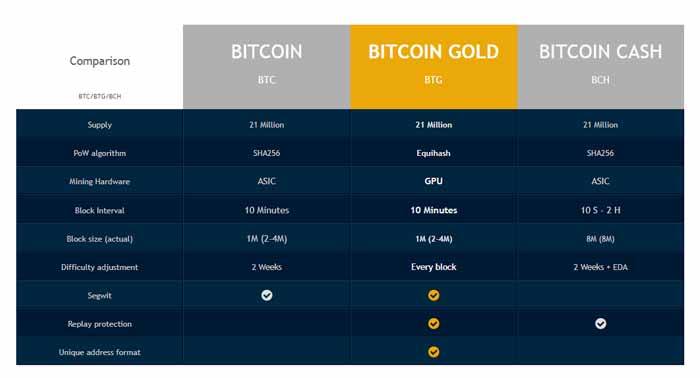 Comparison
BTC/BTG/BCH
BITCOIN
BTC
BITCOIN GOLD
BTG
BITCOIN CASH
BCH
Supply 21 Million 21 Million 21 Million
PoW algorithm SHA256 Equihash SHA256
Mining Hardware ASIC GPU ASIC
Block Interval 10 Minutes 10 Minutes 10 S - 2 H
Block size (actual) 1M (2-4M) 1M (2-4M) 8M (8M)
Difficulty adjustment 2 Weeks Every block 2 Weeks + EDA
Segwit
Replay protection
Unique address format